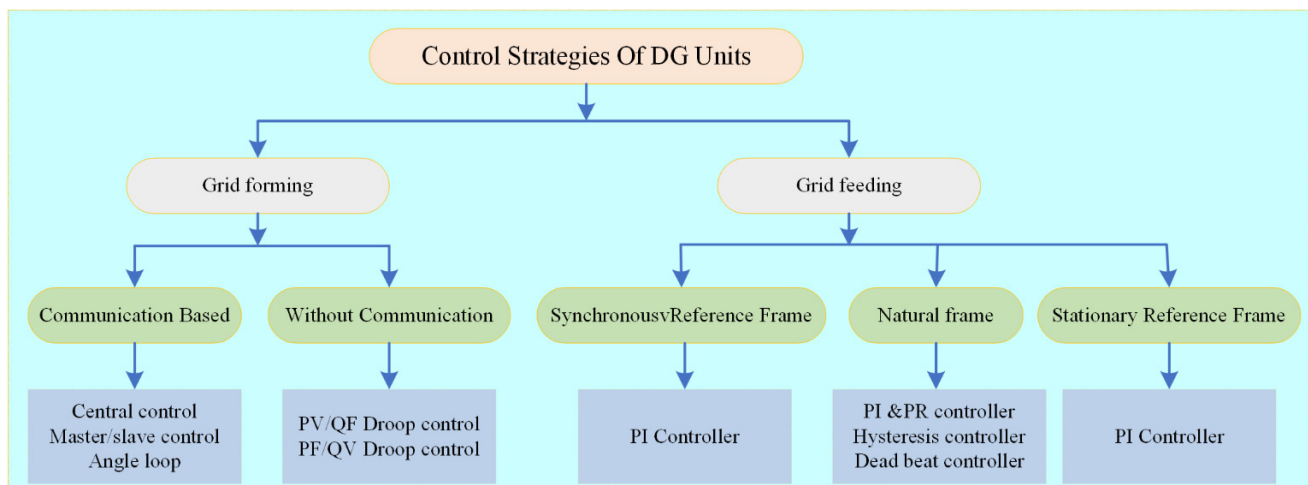 Control Strategies Of DG Units
Grid forming
Grid feeding
Communication Based
Without Communication
SynchronousvReference Frame
Natural frame
Stationary Reference Frame
Central control
Master/slave control
Angle loop
PV/QF Droop control
PF/QV Droop control
PI Controller
PI &PR controller
Hysteresis controller
Dead beat controller
PI Controller